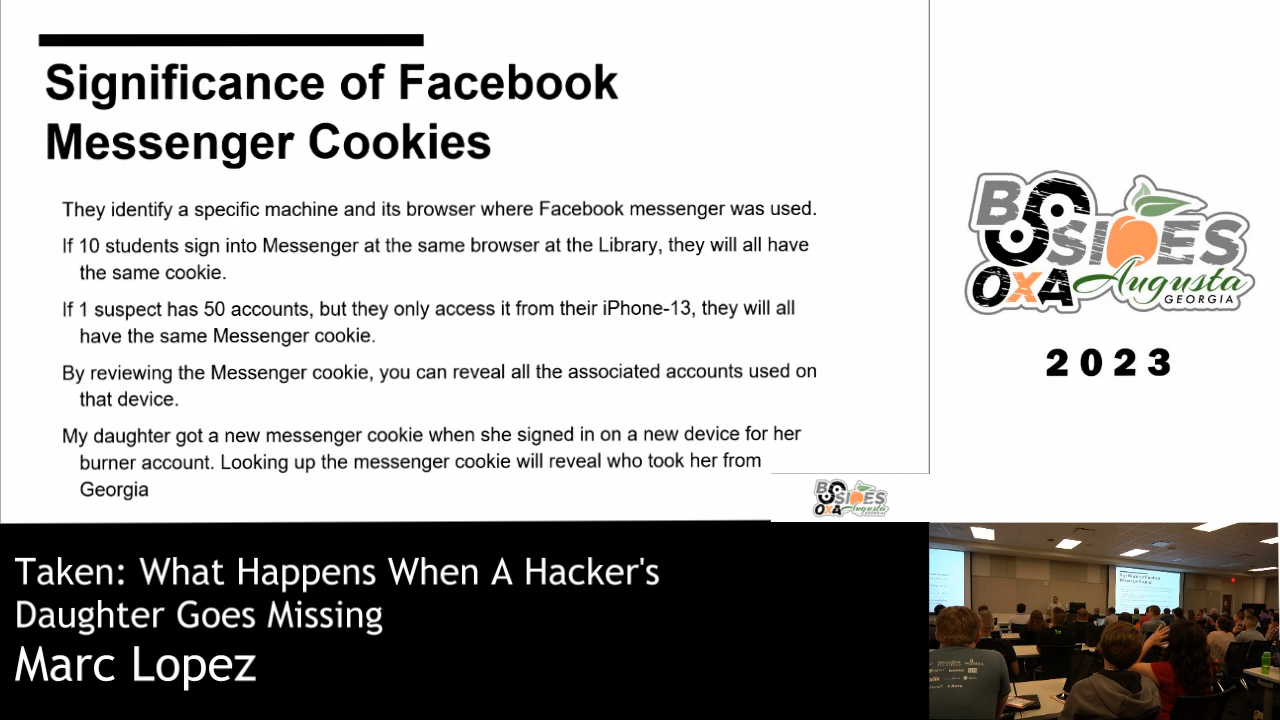 Significance of Facebook
Messenger Cookies
They identify a specific machine and its browser where Facebook messenger was used.
If 10 students sign into Messenger at the same browser at the Library, they will all have
the same cookie.
If 1 suspect has 50 accounts, but they only access it from their iPhone-13, they will all
have the same Messenger cookie.
By reviewing the Messenger cookie, you can reveal all the associated accounts used on
that device.
My daughter got a new messenger cookie when she signed in on a new device for her
burner account. Looking up the messenger cookie will reveal who took her from
Georgia
BSIDES
OxA Augusta
GEORGIA
2023
BSIDES
OxA Augusta
Taken: What Happens When A Hacker's
Daughter Goes Missing
Marc Lopez